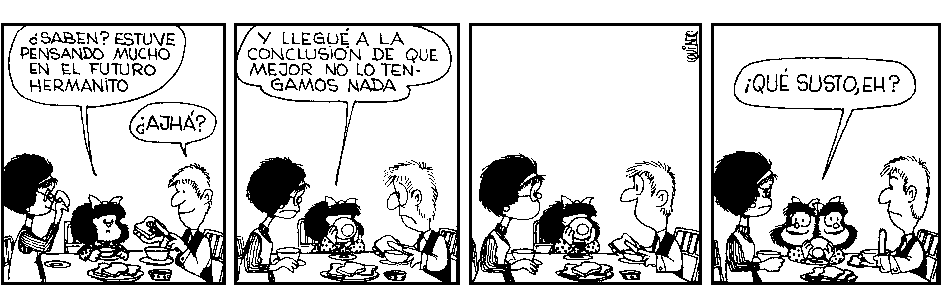 ¿SABEN? ESTUVE
PENSANDO MUCHO
EN EL FUTURO
HERMANITO
¿AJHÁ?
Y LLEGUÉ A LA
CONCLUSIÓN DE QUE
MEJOR NO LO TEN-
GAMOS NADA
QUINO
¡QUÉ SUSTO, EH?